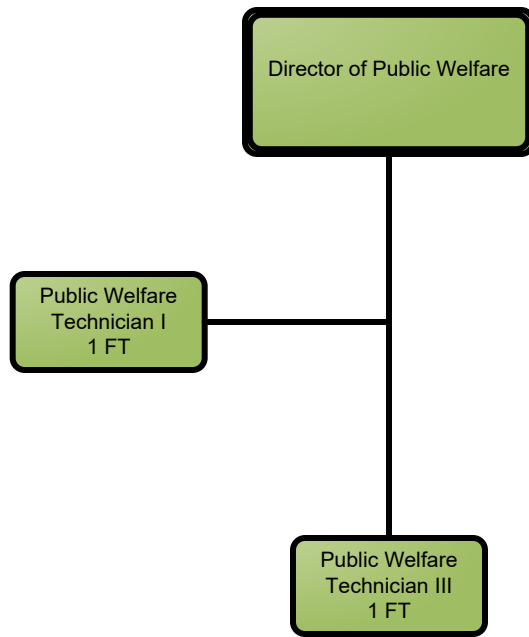 Director of Public Welfare
Public Welfare
Technician I
1 FT
Public Welfare
Technician III
1 FT